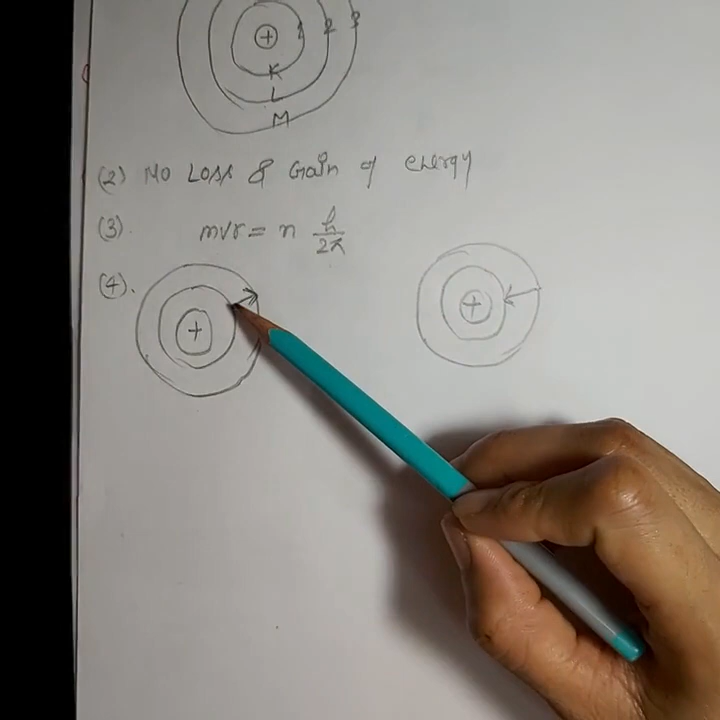 + 1 2 3
K
L
M
(2) No Loss & Gain of energy
(3). mvr = n h/2π
(4).
+ +